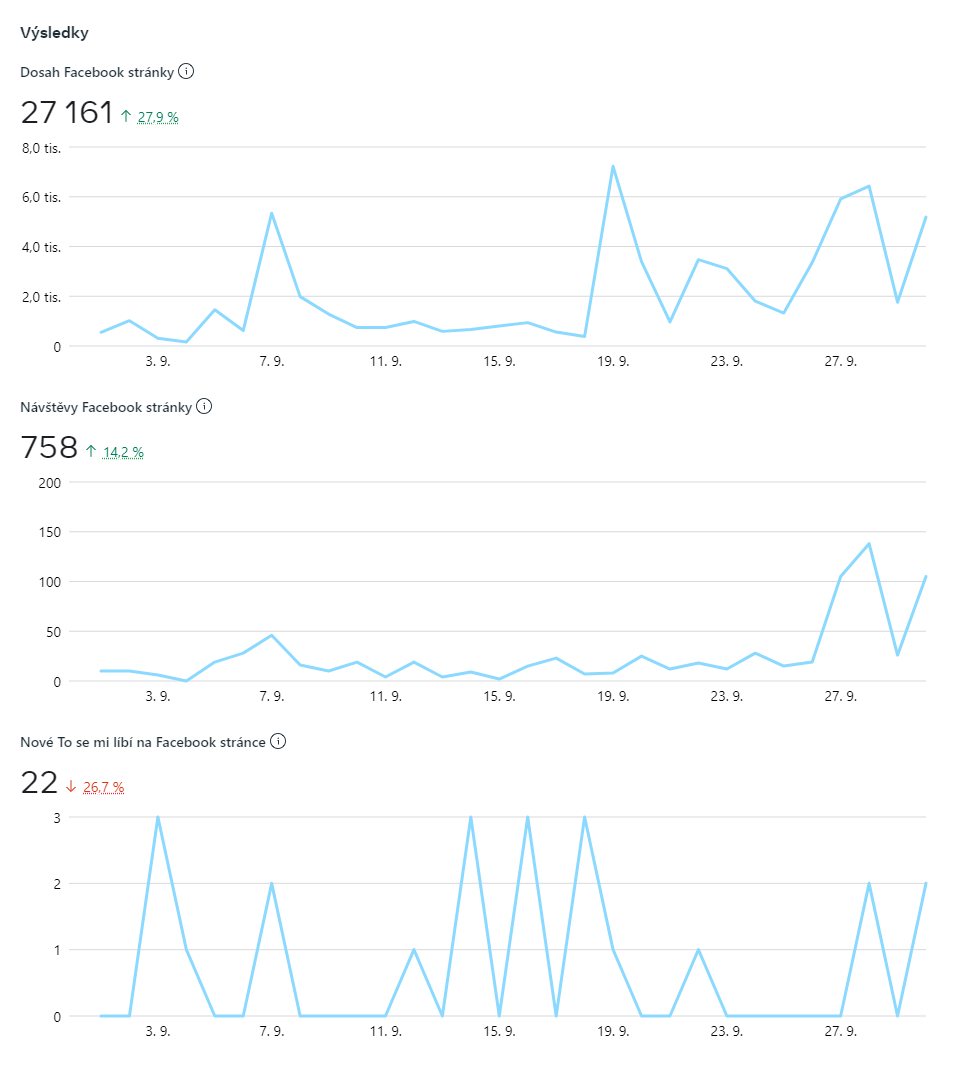 Výsledky
Dosah Facebook stránky
27 161 ↑ 27,9 %
8,0 tis.
6,0 tis.
4,0 tis.
2,0 tis.
0
3. 9. 7. 9. 11. 9. 15. 9. 19. 9. 23. 9. 27. 9.
Návštěvy Facebook stránky
758 ↑ 14,2 %
200
150
100
50
0
3. 9. 7. 9. 11. 9. 15. 9. 19. 9. 23. 9. 27. 9.
Nové To se mi líbí na Facebook stránce
22 ↓ 26,7 %
3
2
1
0
3. 9. 7. 9. 11. 9. 15. 9. 19. 9. 23. 9. 27. 9.